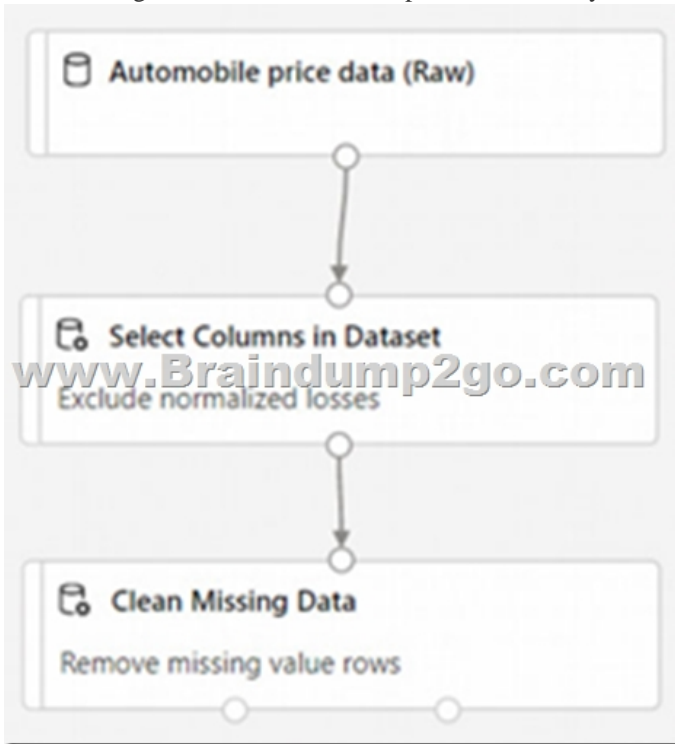 Automobile price data (Raw)
Select Columns in Dataset
www.Braindump2go.com
Exclude normalized losses
Clean Missing Data
Remove missing value rows